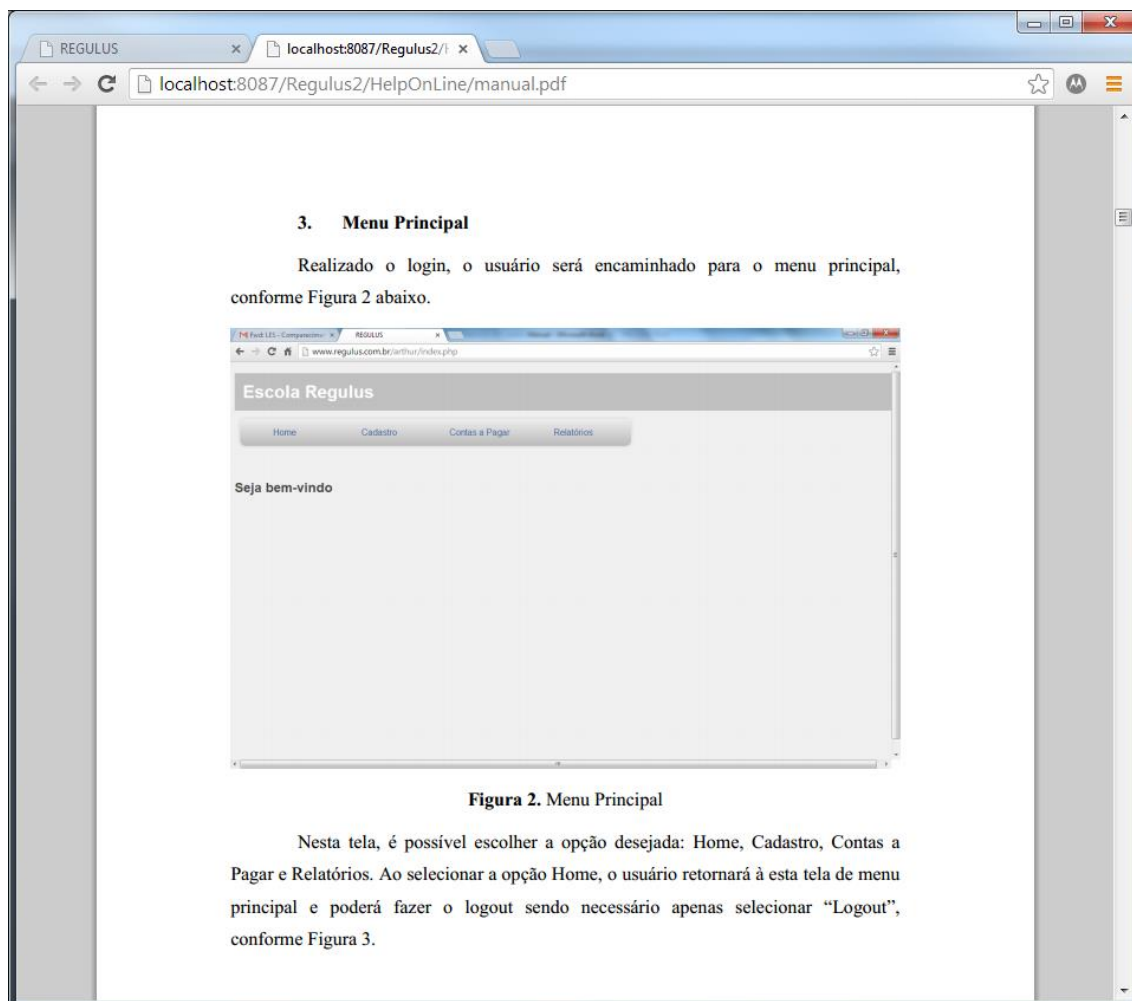 REGULUS
localhost:8087/Regulus2/H
localhost:8087/Regulus2/HelpOnLine/manual.pdf
3. Menu Principal
Realizado o login, o usuário será encaminhado para o menu principal,
conforme Figura 2 abaixo.
REGULUS
www.regulus.com.br/arthur/index.php
Escola Regulus
Home Cadastro Contas a Pagar Relatórios
Seja bem-vindo
Figura 2. Menu Principal
Nesta tela, é possível escolher a opção desejada: Home, Cadastro, Contas a
Pagar e Relatórios. Ao selecionar a opção Home, o usuário retornará à esta tela de menu
principal e poderá fazer o logout sendo necessário apenas selecionar “Logout”,
conforme Figura 3.